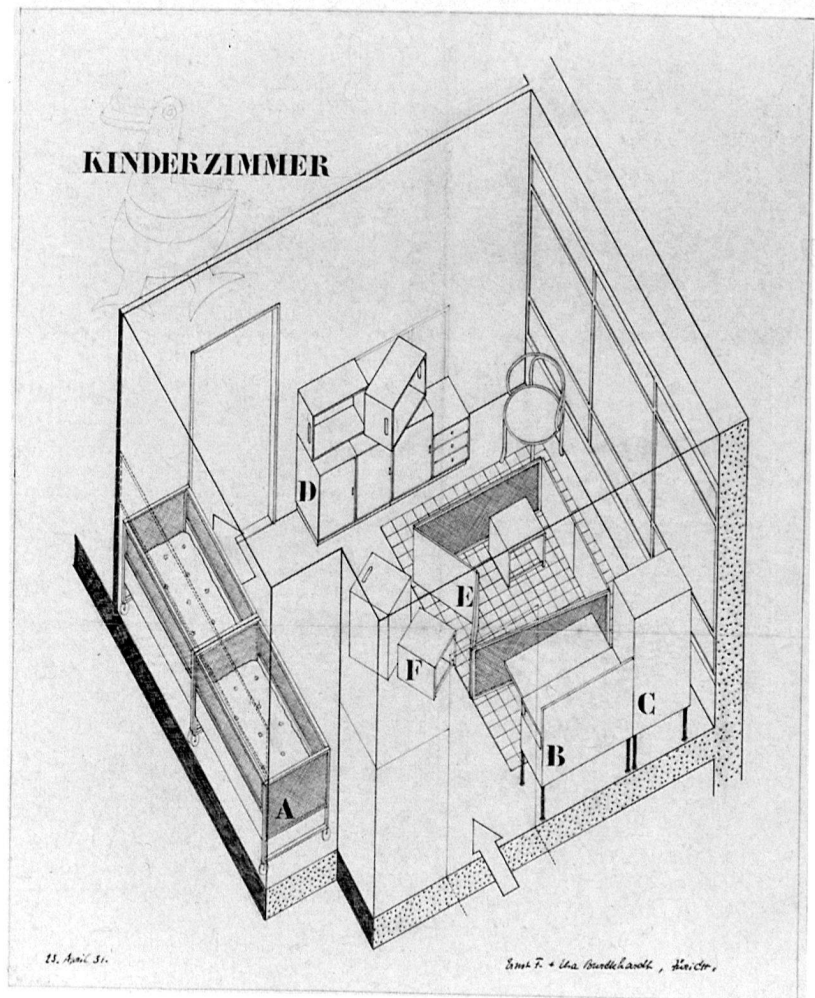 KINDERZIMMER
D
E
F
C
B
A
23. April 31.
Ernst F. + Elsa Burckhardt, Zürich.